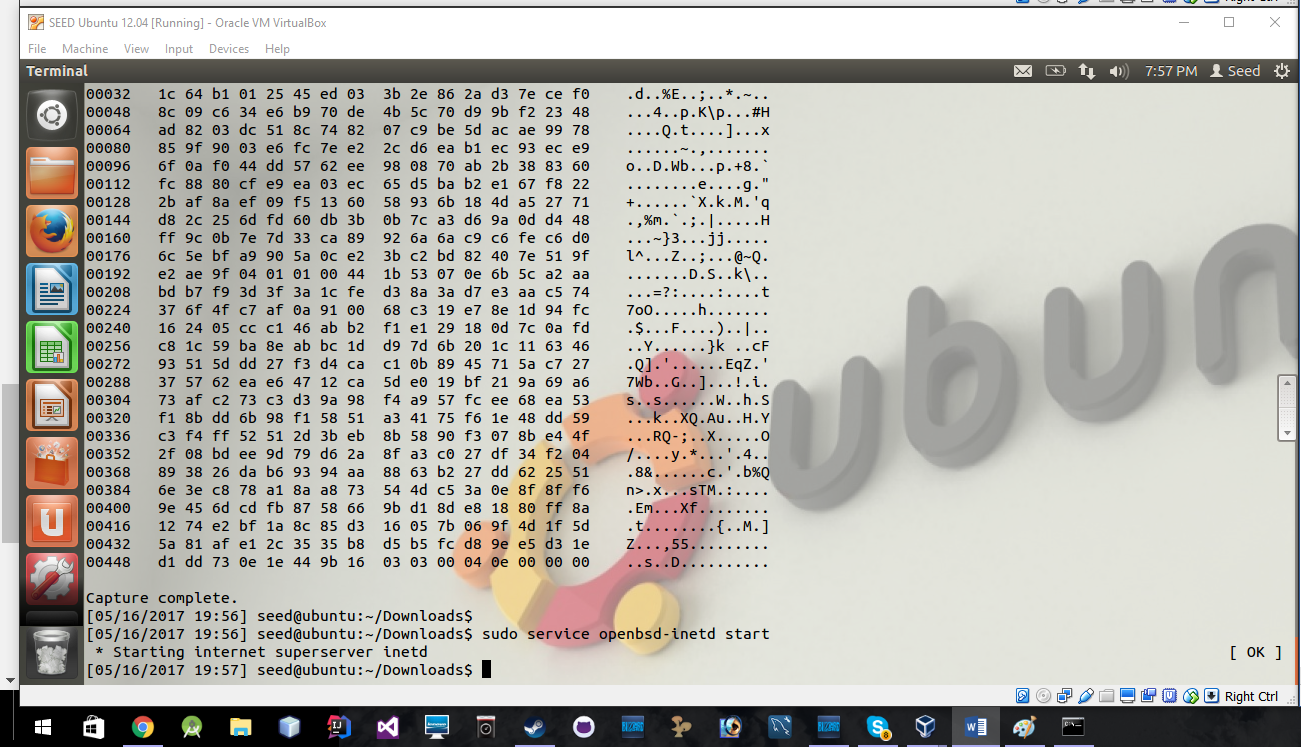 Right Ctrl
SEED Ubuntu 12.04 [Running] - Oracle VM VirtualBox
File Machine View Input Devices Help
Terminal 7:57 PM Seed
00032 1c 64 b1 01 25 45 ed 03 3b 2e 86 2a d3 7e ce f0 .d..%E..;..*.~..
00048 8c 09 c6 34 e6 b9 70 de 4b 5c 70 d9 9b f2 23 48 ...4..p.K\p...#H
00064 ad 82 03 dc 51 8c 74 82 07 c9 be 5d ac ae 99 78 ....Q.t....]...x
00080 85 9f 90 03 e6 fc 7e e2 2c d6 ea b1 ec 93 ec e9 ......~.,.......
00096 6f 0a f0 44 dd 57 62 ee 98 08 70 ab 2b 38 83 60 o..D.Wb...p.+8.`
00112 fc 88 80 cf e9 ea 03 ec 65 d5 ba b2 e1 67 f8 22 ........e....g."
00128 2b af 8a ef 09 f5 13 60 58 93 6b 18 4d a5 27 71 +......`X.k.M.'q
00144 d8 2c 25 6d fd 60 db 3b 0b 7c a3 d6 9a 0d d4 48 .,%m.`.;.|.....H
00160 ff 9c 0b 7e 7d 33 ca 89 92 6a 6a c9 c6 fe c6 d0 ...~}3...jj.....
00176 6c 5e bf a9 90 5a 0c e2 3b c2 bd 82 40 7e 51 9f l^...Z..;...@~Q.
00192 e2 ae 9f 04 01 01 00 44 1b 53 07 0e 6b 5c a2 aa .......D.S..k\..
00208 bd b7 f9 3d 3f 3a 1c fe d3 8a 3a d7 e3 aa c5 74 ...=?:....:....t
00224 37 6f 4f c7 af 0a 91 00 68 c3 19 e7 8e 1d 94 fc 7oO.....h.......
00240 16 24 05 cc c1 46 ab b2 f1 e1 29 18 0d 7c 0a fd .$...F....)..|..
00256 c8 1c 59 ba 8e ab bc 1d d9 7d 6b 20 1c 11 63 46 ..Y......}k ..cF
00272 93 51 5d dd 27 f3 d4 ca c1 0b 89 45 71 5a c7 27 .Q].'......EqZ.'
00288 37 57 62 ea e6 47 12 ca 5d e0 19 bf 21 9a 69 a6 7Wb..G..]...!.i.
00304 73 af c2 73 c3 d3 9a 98 f4 a9 57 fc ee 68 ea 53 s..s......W..h.S
00320 f1 8b dd 6b 98 f1 58 51 a3 41 75 f6 1e 48 dd 59 ...k..XQ.Au..H.Y
00336 c3 f4 ff 52 51 2d 3b eb 8b 58 90 f3 07 8b e4 4f ...RQ-;..X.....O
00352 2f 08 bd ee 9d 79 d6 2a 8f a3 c0 27 df 34 f2 04 /....y.*...'.4..
00368 89 38 26 da b6 93 94 aa 88 63 b2 27 dd 62 25 51 .8&......c.'.b%Q
00384 6e 3e c8 78 a1 8a a8 73 54 4d c5 3a 0e 8f 8f f6 n>.x...sTM.:....
00400 9e 45 6d cd fb 87 58 66 9b d1 8d e8 18 80 ff 8a .Em...Xf........
00416 12 74 e2 bf 1a 8c 85 d3 16 05 7b 06 9f 4d 1f 5d .t........{..M.]
00432 5a 81 af e1 2c 35 35 b8 d5 b5 fc d8 9e e5 d3 1e Z...,55.........
00448 d1 dd 73 0e 1e 44 9b 16 03 03 00 04 0e 00 00 00 ..s..D..........
Capture complete.
[05/16/2017 19:56] seed@ubuntu:~/Downloads$
[05/16/2017 19:56] seed@ubuntu:~/Downloads$ sudo service openbsd-inetd start
* Starting internet superserver inetd [ OK ]
[05/16/2017 19:57] seed@ubuntu:~/Downloads$
ubun
Right Ctrl